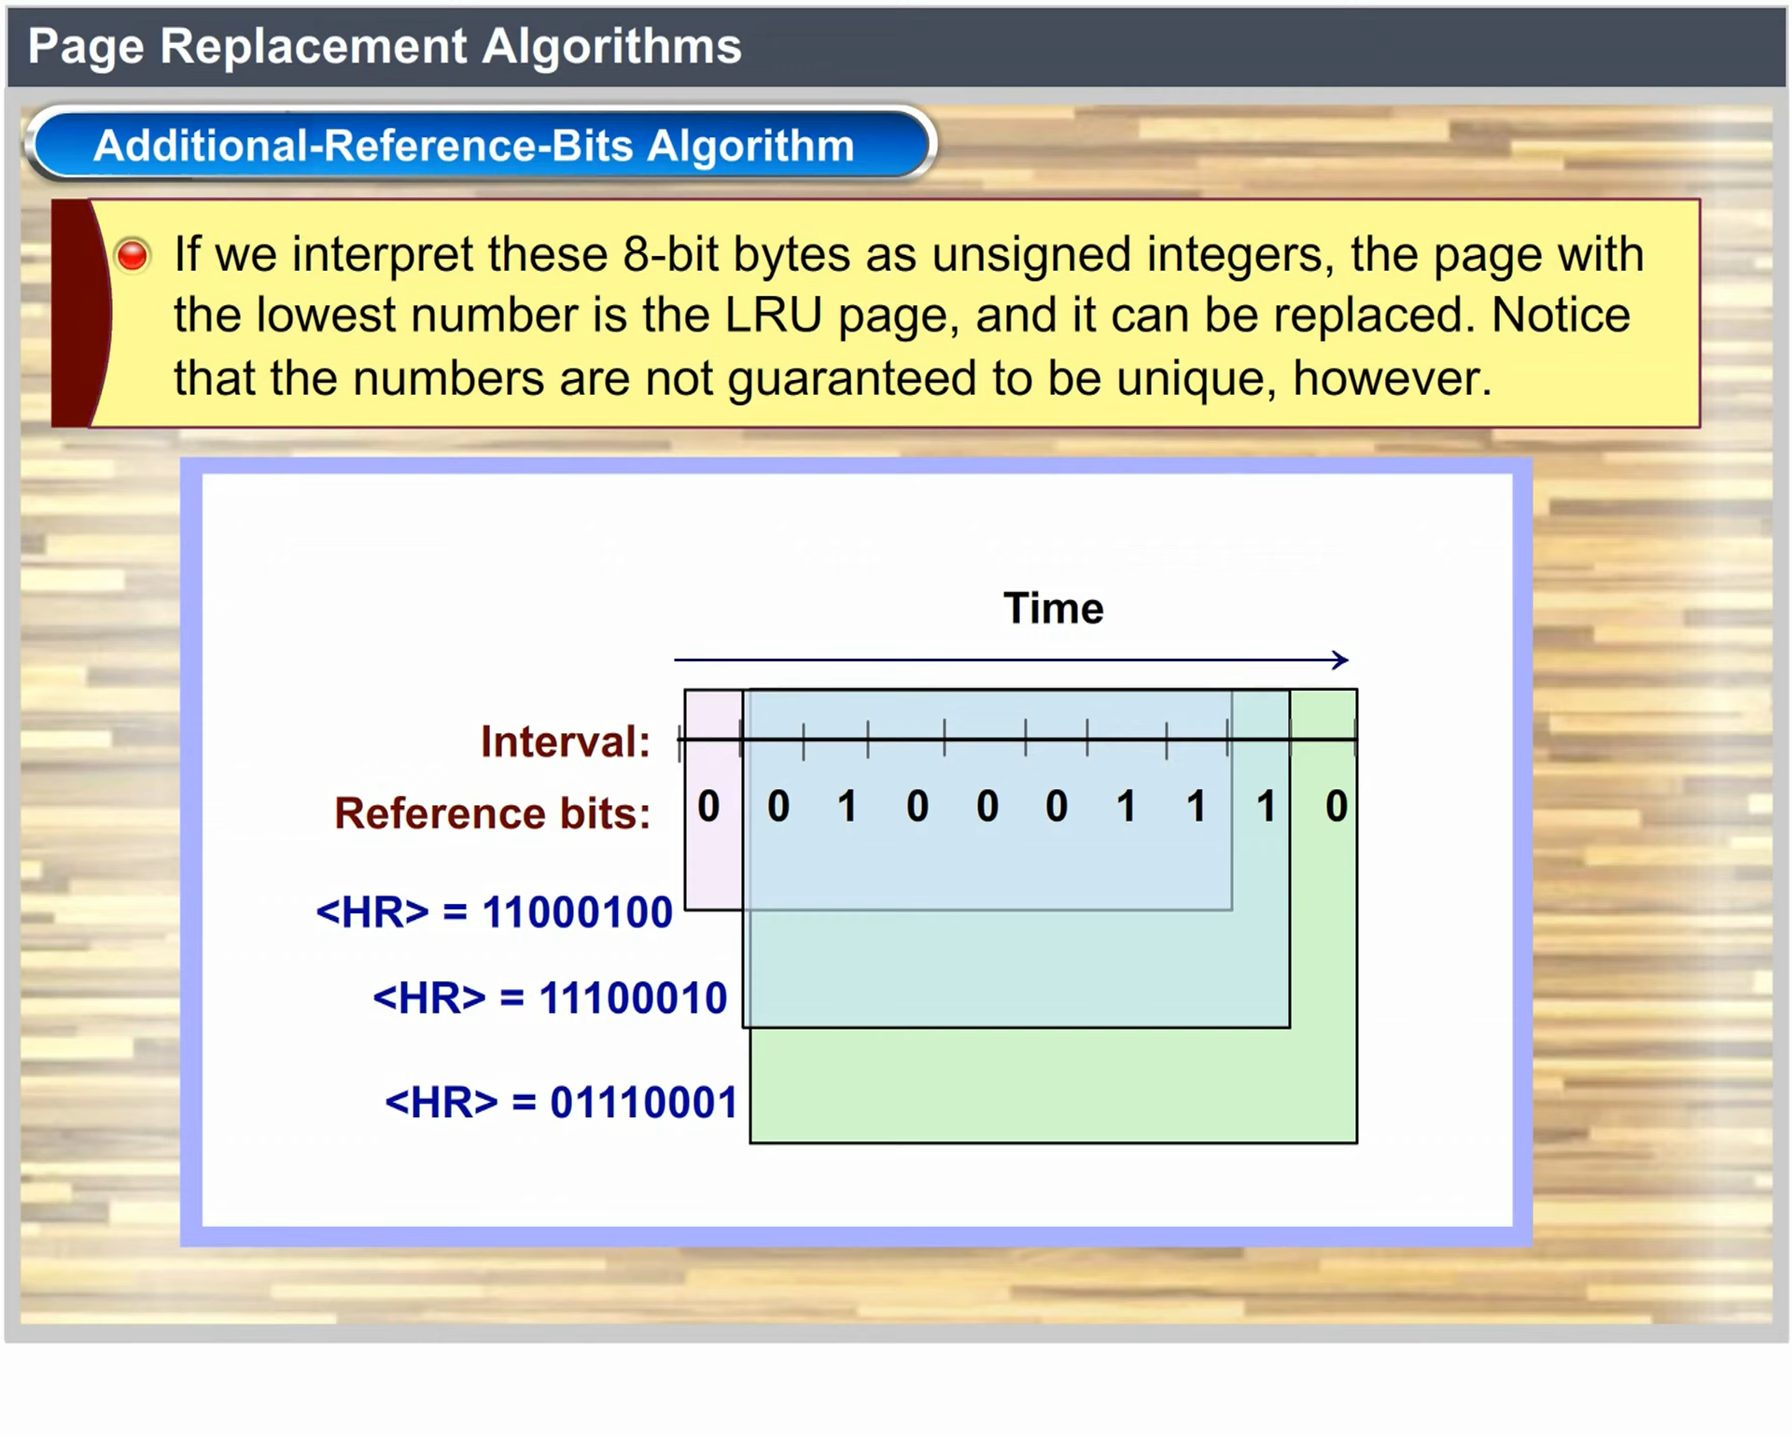 Page Replacement Algorithms
Additional-Reference-Bits Algorithm
If we interpret these 8-bit bytes as unsigned integers, the page with
the lowest number is the LRU page, and it can be replaced. Notice
that the numbers are not guaranteed to be unique, however.
Time
Interval:
Reference bits: 0 0 1 0 0 0 1 1 1 0
<HR> = 11000100
<HR> = 11100010
<HR> = 01110001